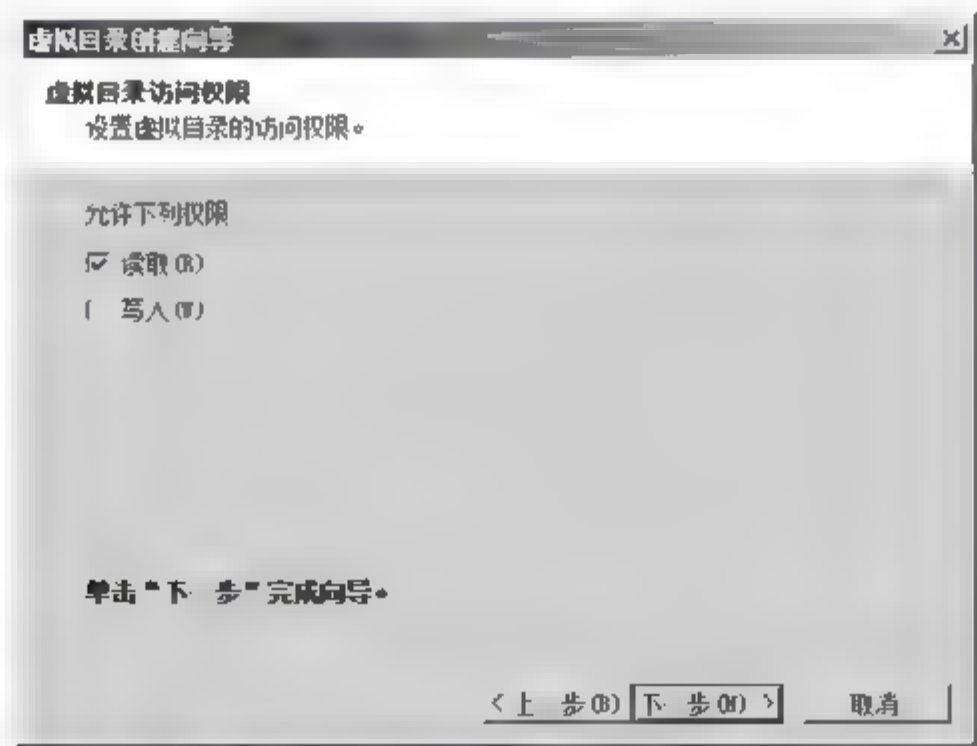 虚拟目录创建向导
虚拟目录访问权限
设置虚拟目录的访问权限。
允许下列权限
读取(R)
写入(W)
单击"下一步"完成向导。
<上一步(B) 下一步(N)> 取消